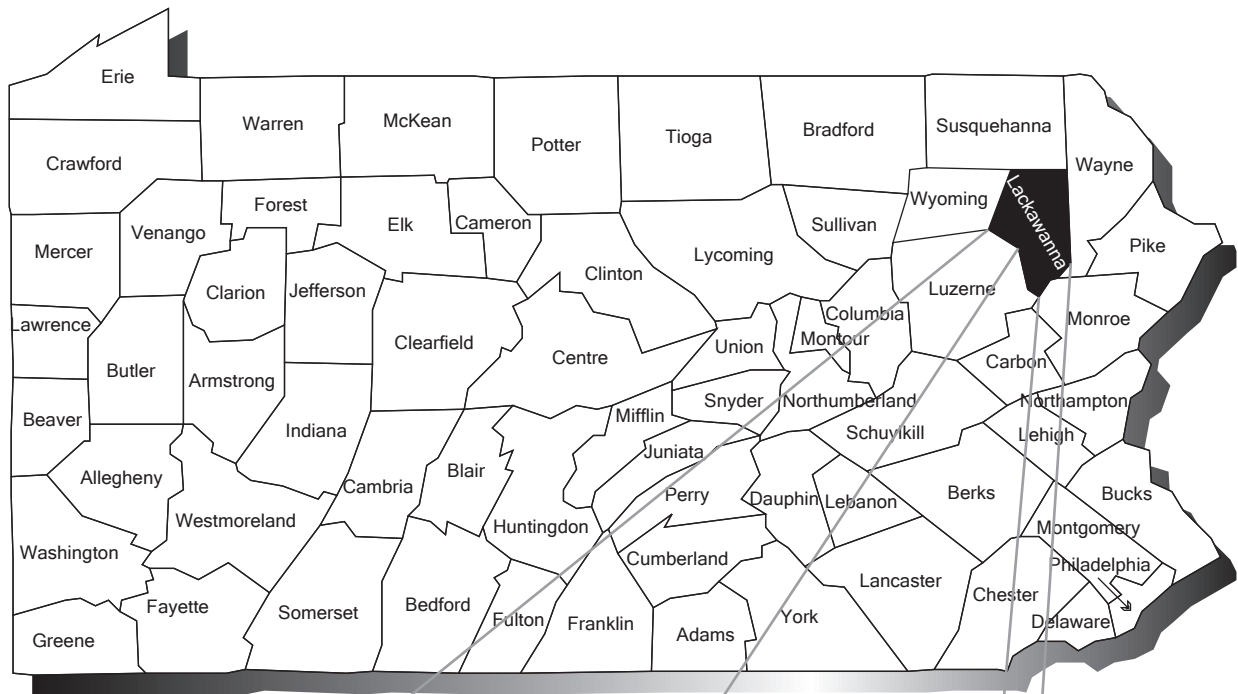 Erie
Warren
McKean
Potter
Tioga
Bradford
Susquehanna
Wayne
Crawford
Forest
Elk
Cameron
Wyoming
Lackawanna
Mercer
Venango
Sullivan
Pike
Clarion
Jefferson
Clinton
Lycoming
Luzerne
Lawrence
Clearfield
Columbia
Monroe
Butler
Armstrong
Centre
Union
Montour
Carbon
Beaver
Indiana
Mifflin
Snyder
Northumberland
Northampton
Schuylkill
Lehigh
Allegheny
Cambria
Blair
Juniata
Perry
Dauphin
Lebanon
Berks
Bucks
Westmoreland
Huntingdon
Montgomery
Washington
Cumberland
Philadelphia
Fayette
Somerset
Bedford
Fulton
Franklin
Adams
York
Lancaster
Chester
Delaware
Greene